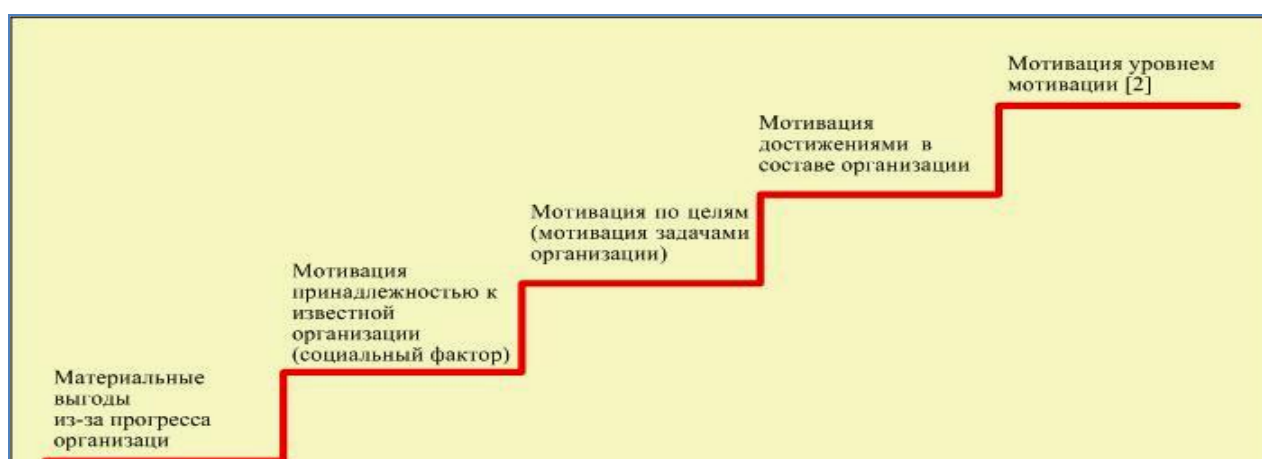 Мотивация уровнем
мотивации [2]
Мотивация
достижениями в
составе организации
Мотивация по целям
(мотивация задачами
организации)
Мотивация
принадлежностью к
известной
организации
(социальный фактор)
Материальные
выгоды
из-за прогресса
организаци